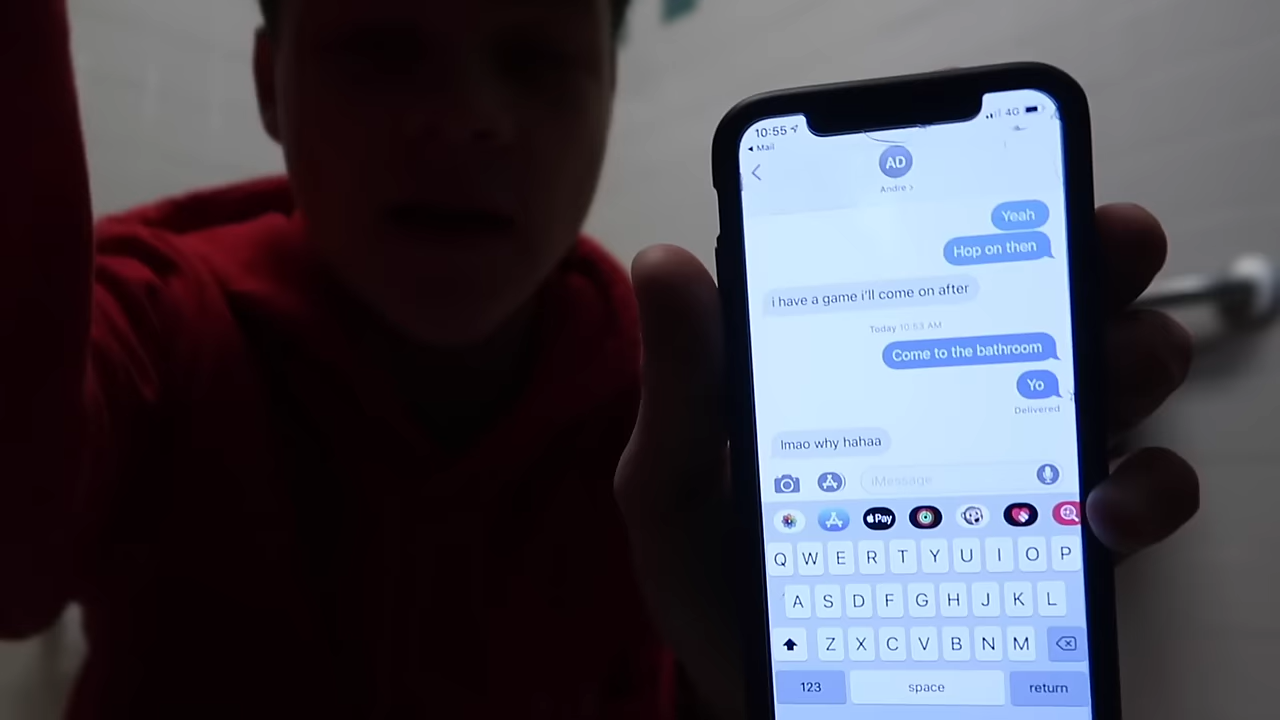 10:55
4G
Mail
AD
Andre
Yeah
Hop on then
i have a game i'll come on after
Today 10:53 AM
Come to the bathroom
Yo
Delivered
lmao why hahaa
iMessage
Pay
Q W E R T Y U I O P
A S D F G H J K L
Z X C V B N M
123 space return